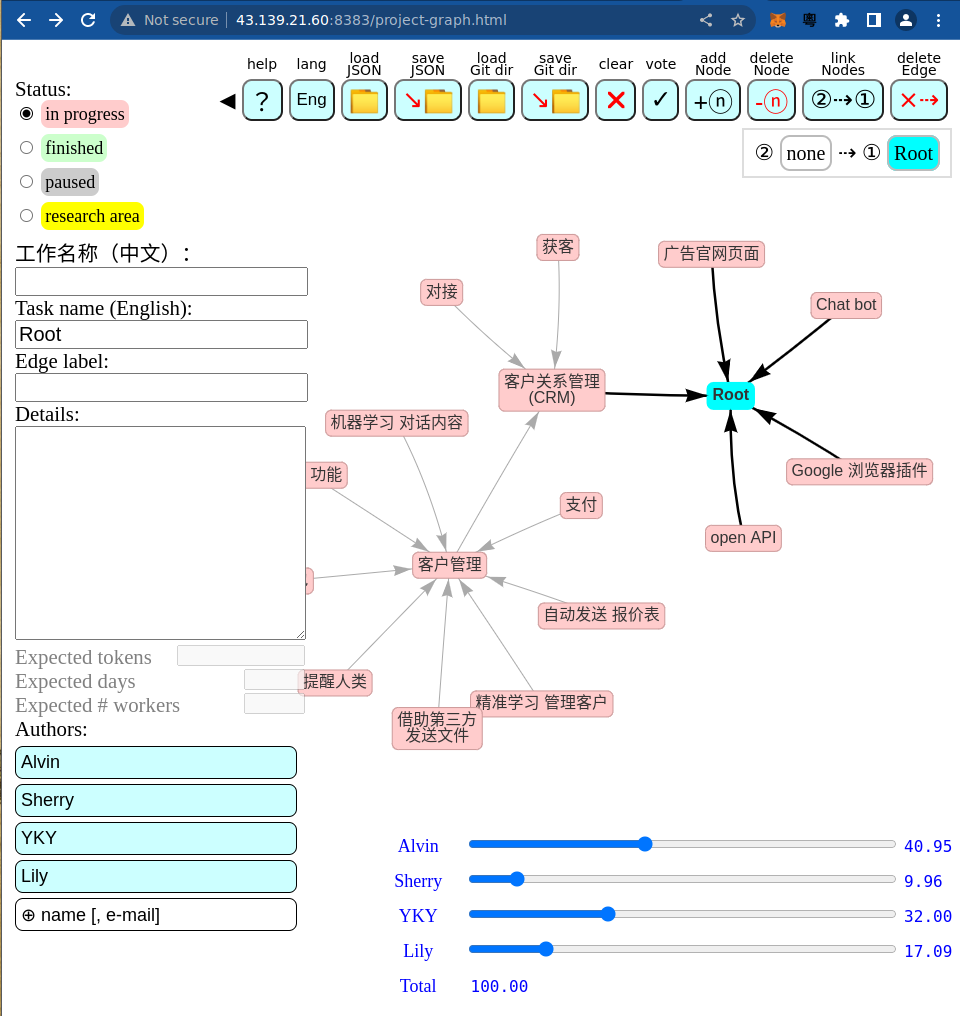 Not secure
43.139.21.60:8383/project-graph.html
粵
help
lang
load JSON
save JSON
load Git dir
save Git dir
clear
vote
add Node
delete Node
link Nodes
delete Edge
◀
?
Eng
+ⓝ
-ⓝ
②⇢①
×⇢
② none ⇢ ① Root
Status:
in progress
finished
paused
research area
工作名称（中文）：
Task name (English):
Root
Edge label:
Details:
Expected tokens
Expected days
Expected # workers
Authors:
Alvin
Sherry
YKY
Lily
⊕ name [, e-mail]
获客
广告官网页面
对接
Chat bot
客户关系管理
(CRM)
Root
机器学习 对话内容
功能
Google 浏览器插件
支付
open API
客户管理
自动发送 报价表
提醒人类
精准学习 管理客户
借助第三方
发送文件
Alvin 40.95
Sherry 9.96
YKY 32.00
Lily 17.09
Total 100.00